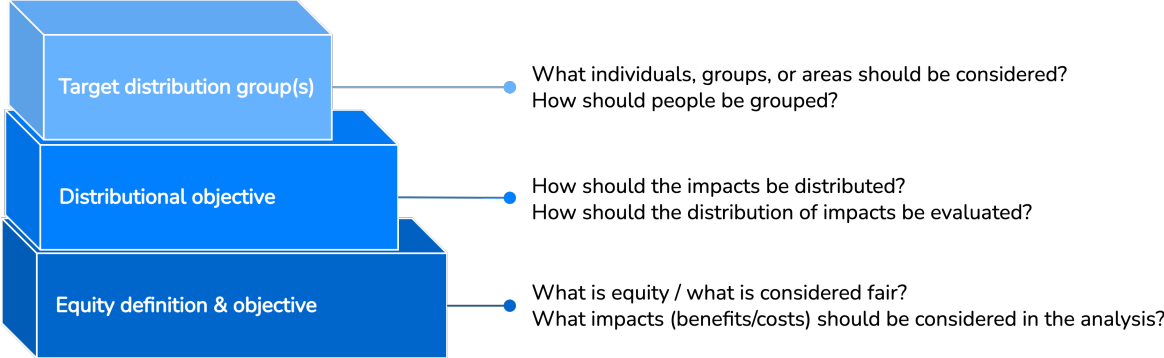 Target distribution group(s)
What individuals, groups, or areas should be considered?
How should people be grouped?
Distributional objective
How should the impacts be distributed?
How should the distribution of impacts be evaluated?
Equity definition & objective
What is equity / what is considered fair?
What impacts (benefits/costs) should be considered in the analysis?